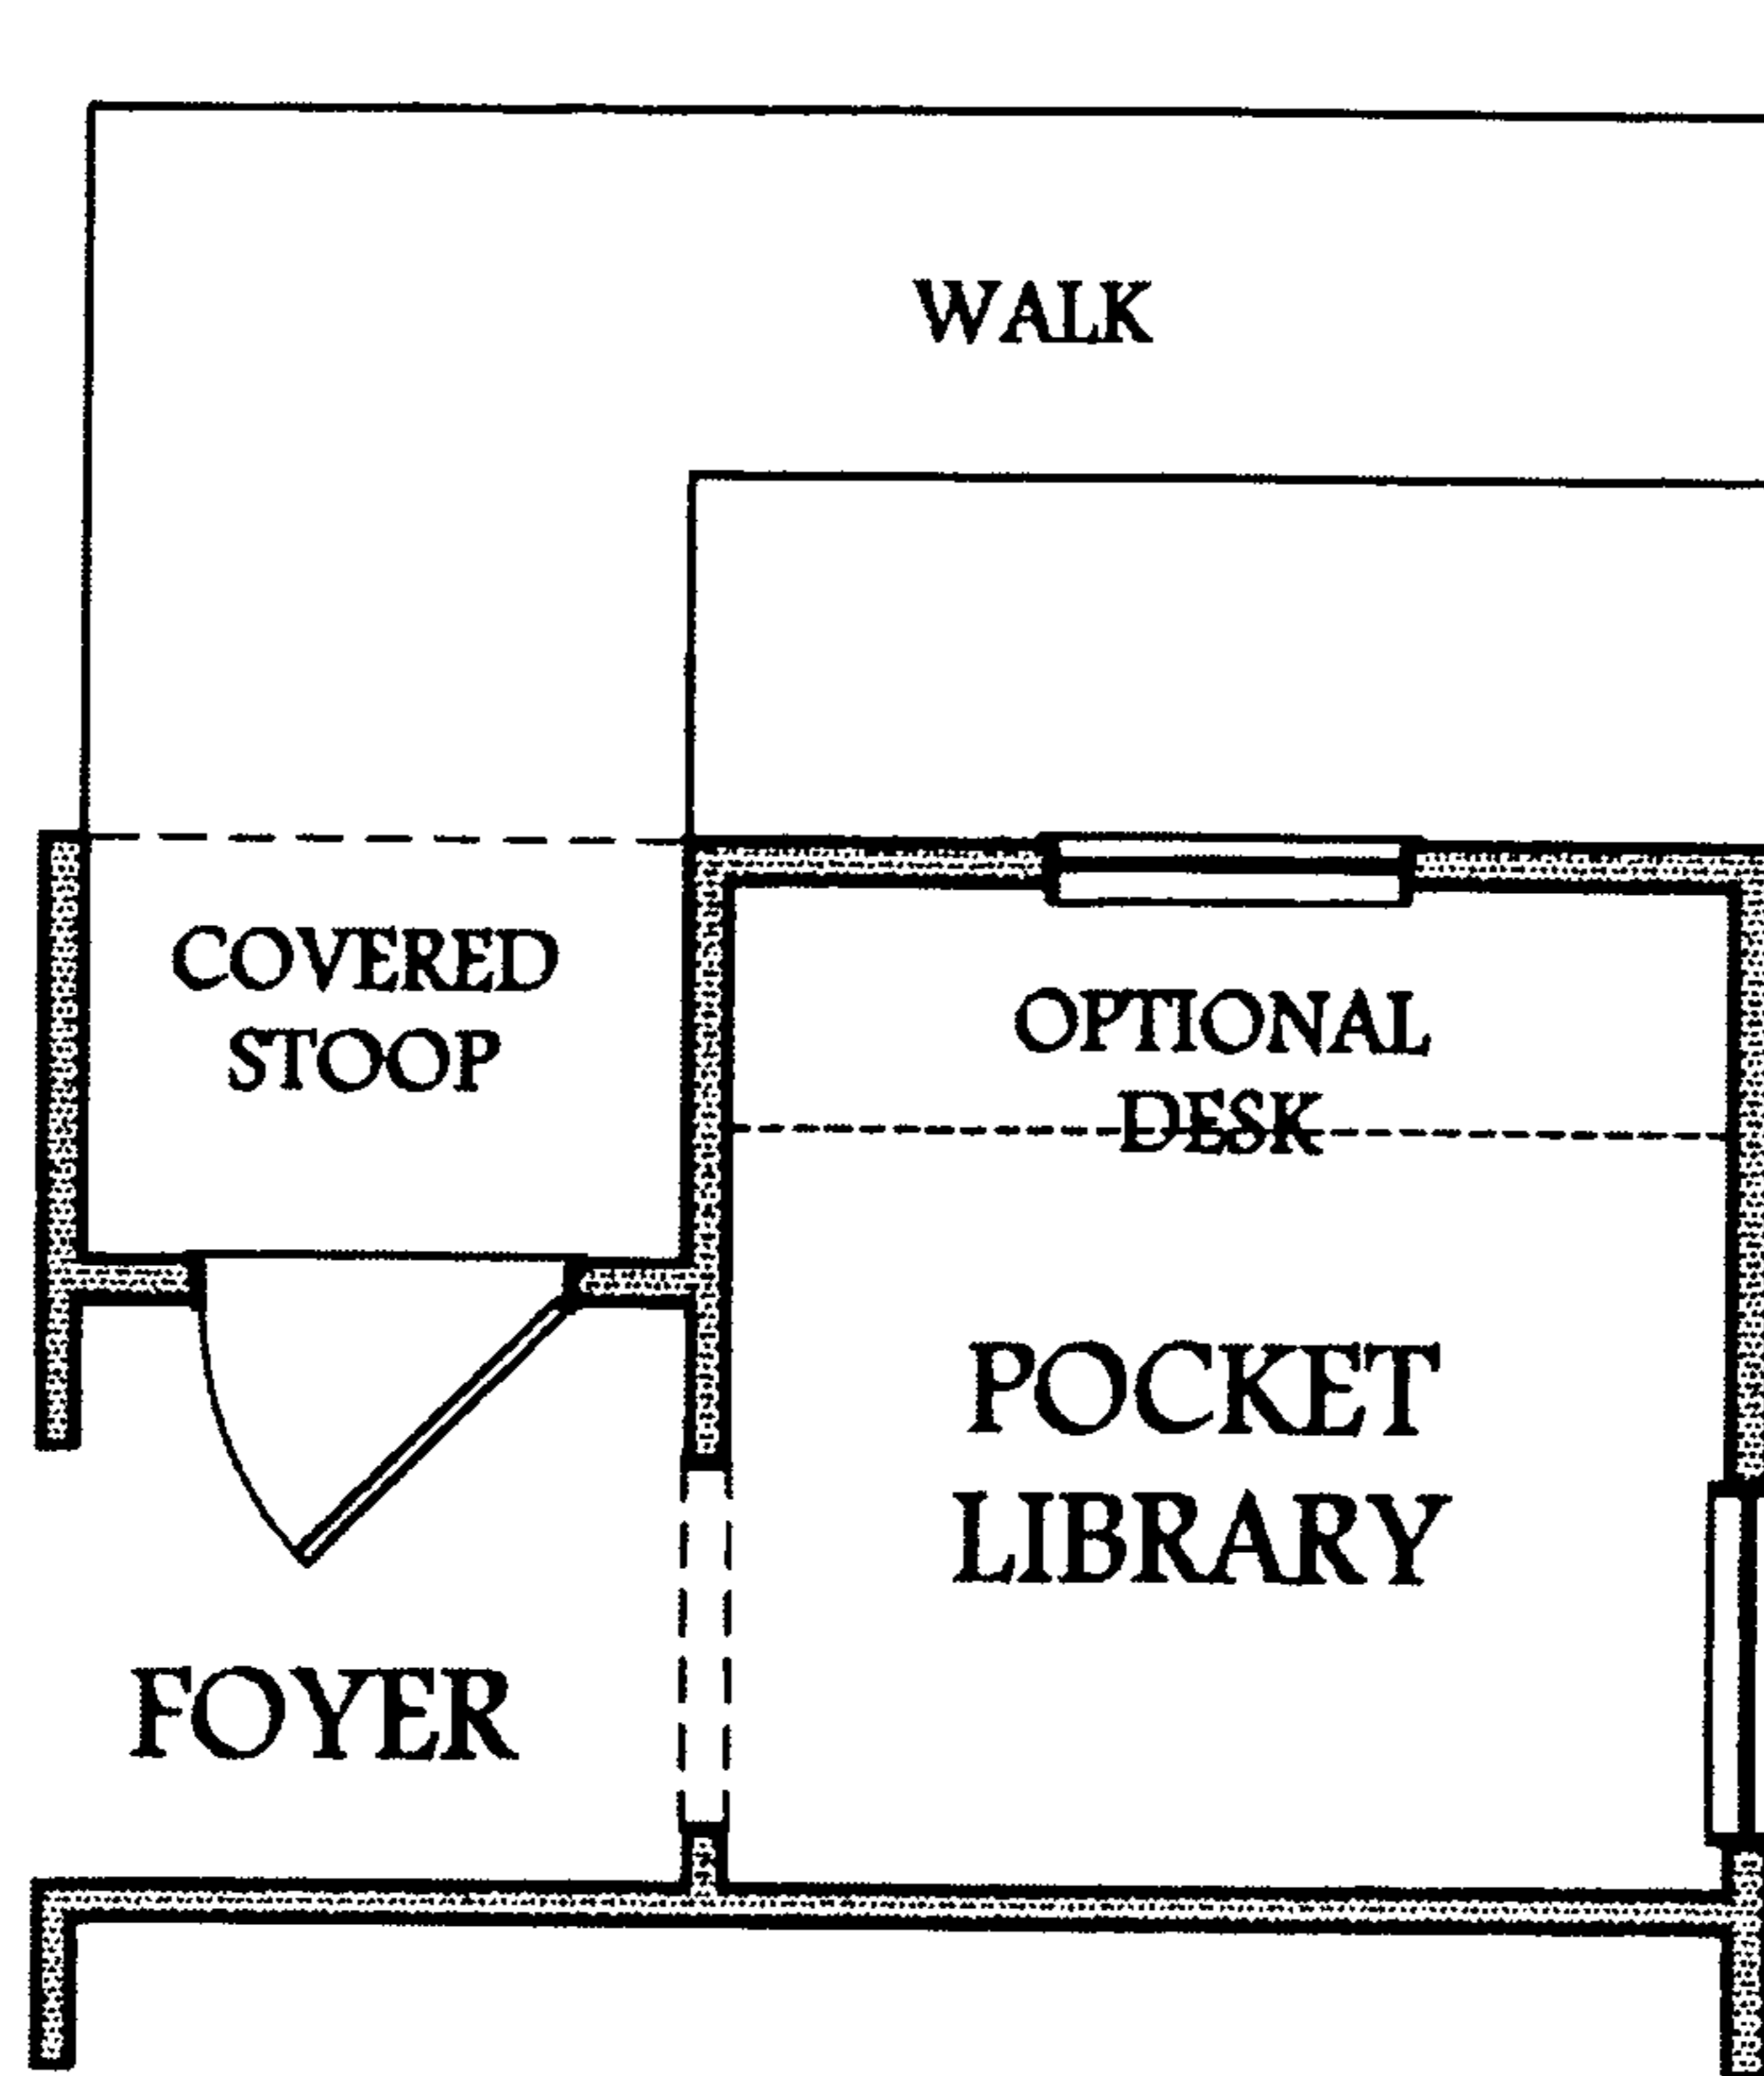 WALK
COVERED
STOOP
OPTIONAL
DESK
POCKET
LIBRARY
FOYER